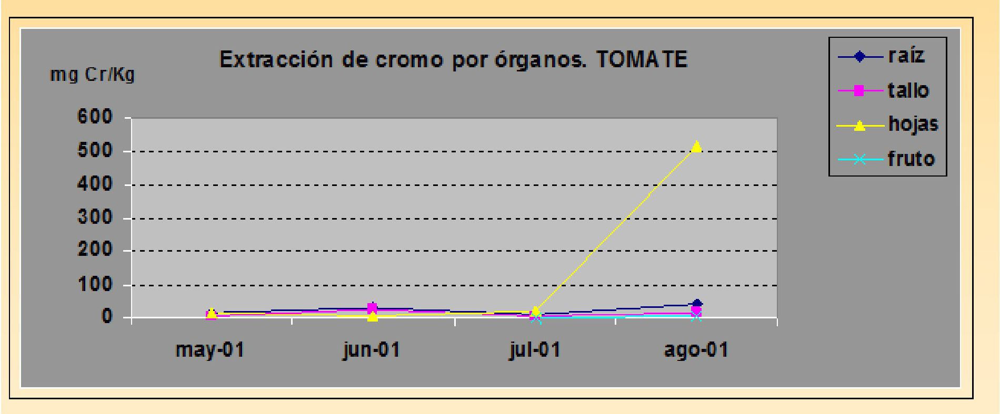 Extracción de cromo por órganos. TOMATE
mg Cr/Kg
600
500
400
300
200
100
0
may-01 jun-01 jul-01 ago-01
raíz
tallo
hojas
fruto